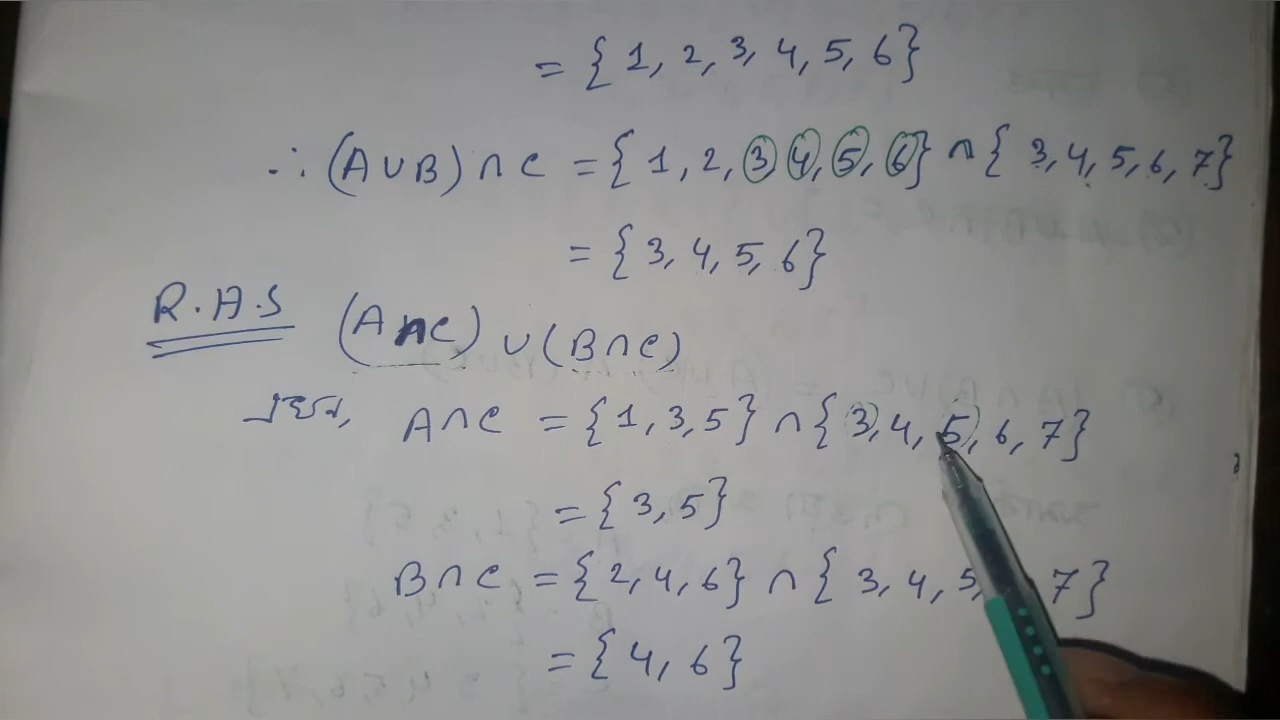 = { 1, 2, 3, 4, 5, 6 }
∴ (A ∪ B) ∩ C = { 1, 2, 3, 4, 5, 6 } ∩ { 3, 4, 5, 6, 7 }
= { 3, 4, 5, 6 }
R.H.S (A ∩ C) ∪ (B ∩ C)
এখন, A ∩ C = { 1, 3, 5 } ∩ { 3, 4, 5, 6, 7 }
= { 3, 5 }
B ∩ C = { 2, 4, 6 } ∩ { 3, 4, 5, 7 }
= { 4, 6 }